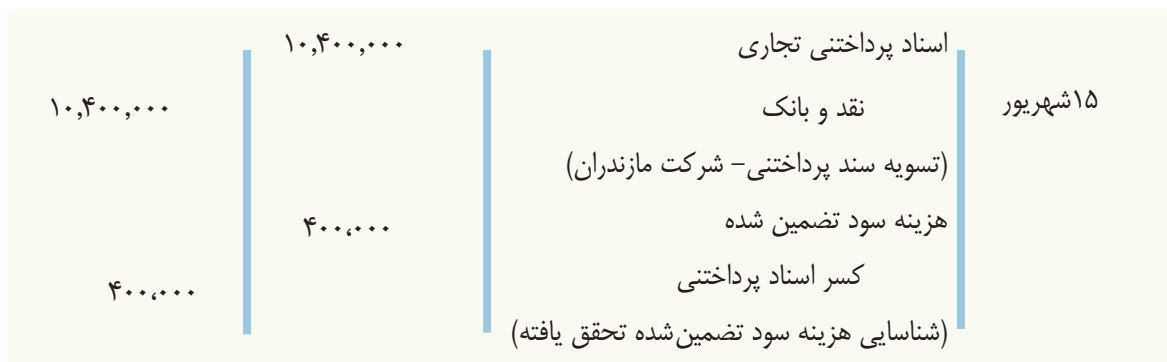 اسناد پرداختنی تجاری ۱۰,۴۰۰,۰۰۰
۱۵شهریور نقد و بانک ۱۰,۴۰۰,۰۰۰
(تسویه سند پرداختنی– شرکت مازندران)
هزینه سود تضمین شده ۴۰۰،۰۰۰
کسر اسناد پرداختنی ۴۰۰،۰۰۰
(شناسایی هزینه سود تضمین‌شده تحقق یافته)